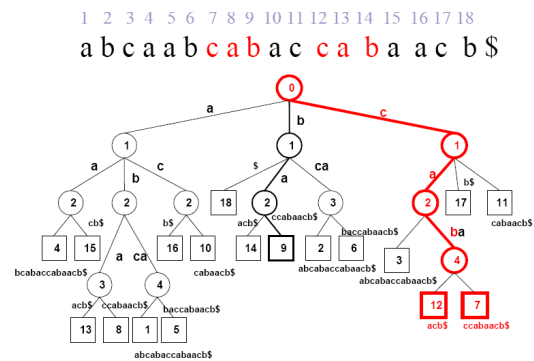 1 2 3 4 5 6 7 8 9 10 11 12 13 14 15 16 17 18
a b c a a b c a b a c c a b a a c b $
0
a b c
1 1 1
a b c $ a ca a b$
2 2 2 18 2 3 2 17 11
cb$ b$ acb$ ccabaacb$ baccabaacb$ ba cabaacb$
4 15 16 10 14 9 2 6 3 4
bcabaccabaacb$ a ca cabaacb$ abcabaccabaacb$ abcabaccabaacb$
3 4 12 7
acb$ ccabaacb$ baccabaacb$ acb$ ccabaacb$
13 8 1 5
abcabaccabaacb$